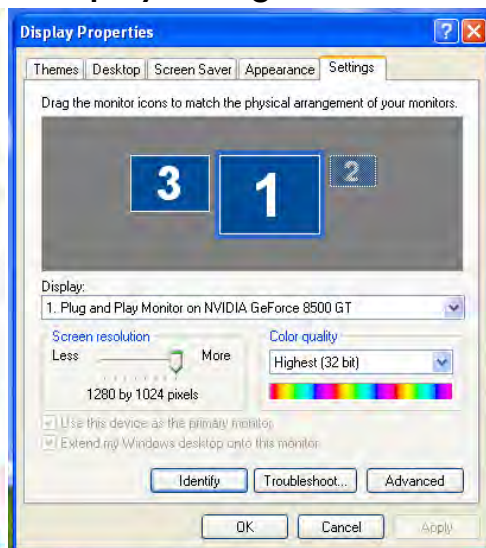 Display Properties
Themes Desktop Screen Saver Appearance Settings
Drag the monitor icons to match the physical arrangement of your monitors.
3 1 2
Display:
1. Plug and Play Monitor on NVIDIA GeForce 8500 GT
Screen resolution Color quality
Less More Highest (32 bit)
1280 by 1024 pixels
Use this device as the primary monitor.
Extend my Windows desktop onto this monitor.
Identify Troubleshoot... Advanced
OK Cancel Apply